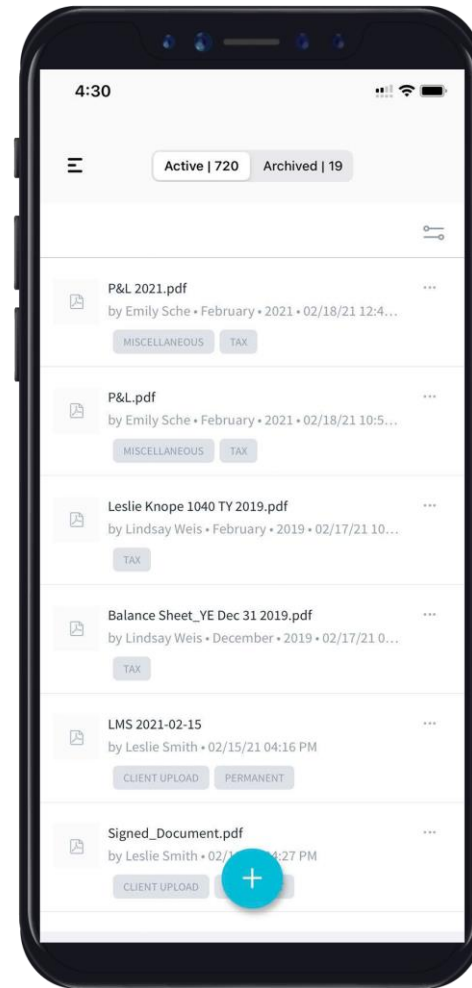 4:30
Active | 720 Archived | 19
P&L 2021.pdf
by Emily Sche • February • 2021 • 02/18/21 12:4...
MISCELLANEOUS TAX
P&L.pdf
by Emily Sche • February • 2021 • 02/18/21 10:5...
MISCELLANEOUS TAX
Leslie Knope 1040 TY 2019.pdf
by Lindsay Weis • February • 2019 • 02/17/21 10...
TAX
Balance Sheet_YE Dec 31 2019.pdf
by Lindsay Weis • December • 2019 • 02/17/21 0...
TAX
LMS 2021-02-15
by Leslie Smith • 02/15/21 04:16 PM
CLIENT UPLOAD PERMANENT
Signed_Document.pdf
by Leslie Smith • 02/1 4:27 PM
CLIENT UPLOAD